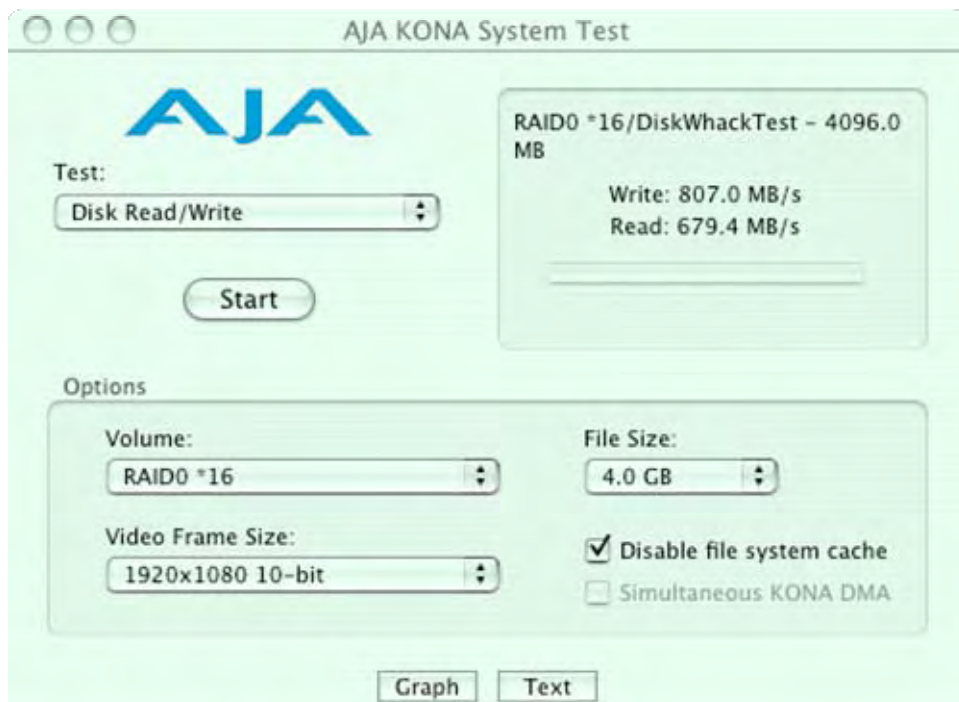 AJA KONA System Test
AJA
Test:
Disk Read/Write
Start
RAID0 *16/DiskWhackTest – 4096.0
MB
Write: 807.0 MB/s
Read: 679.4 MB/s
Options
Volume:
RAID0 *16
File Size:
4.0 GB
Video Frame Size:
1920x1080 10-bit
Disable file system cache
Simultaneous KONA DMA
Graph
Text